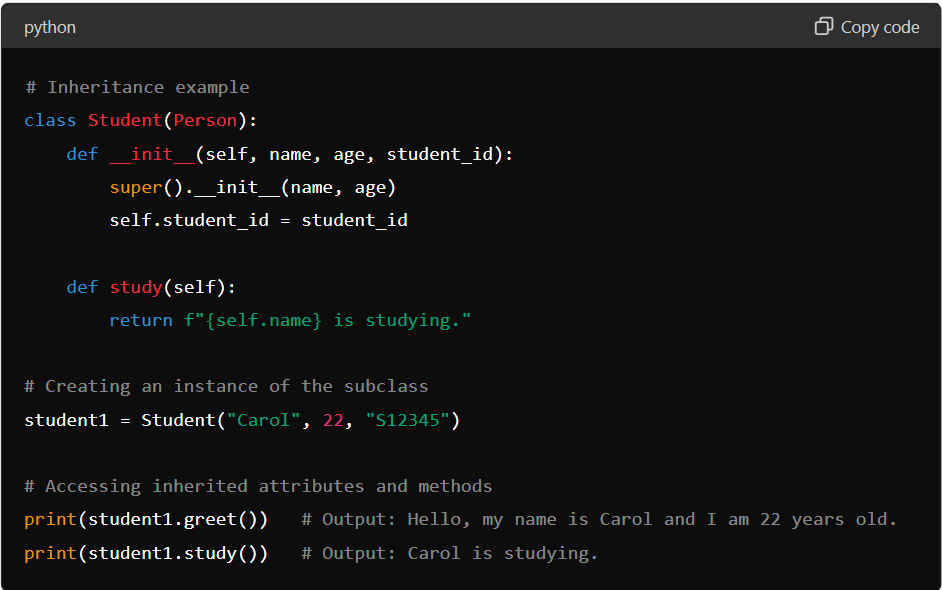 python Copy code
# Inheritance example
class Student(Person):
    def __init__(self, name, age, student_id):
        super().__init__(name, age)
        self.student_id = student_id

    def study(self):
        return f"{self.name} is studying."

# Creating an instance of the subclass
student1 = Student("Carol", 22, "S12345")

# Accessing inherited attributes and methods
print(student1.greet())   # Output: Hello, my name is Carol and I am 22 years old.
print(student1.study())   # Output: Carol is studying.